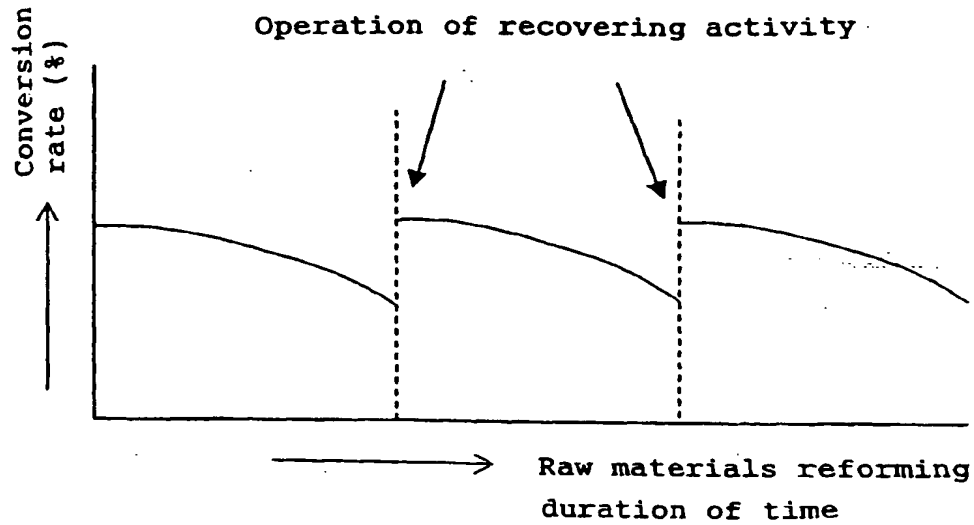 Operation of recovering activity
Conversion
rate (%)
Raw materials reforming
duration of time